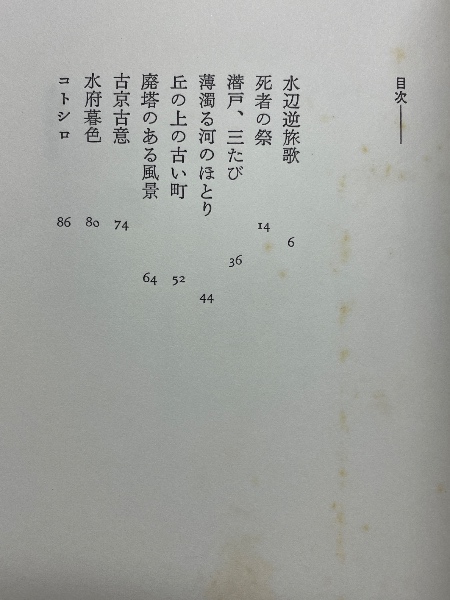 目次
水辺逆旅歌 6
死者の祭 14
潜戸、三たび 36
薄濁る河のほとり 44
丘の上の古い町 52
廃塔のある風景 64
古京古意 74
水府暮色 80
コトシロ 86